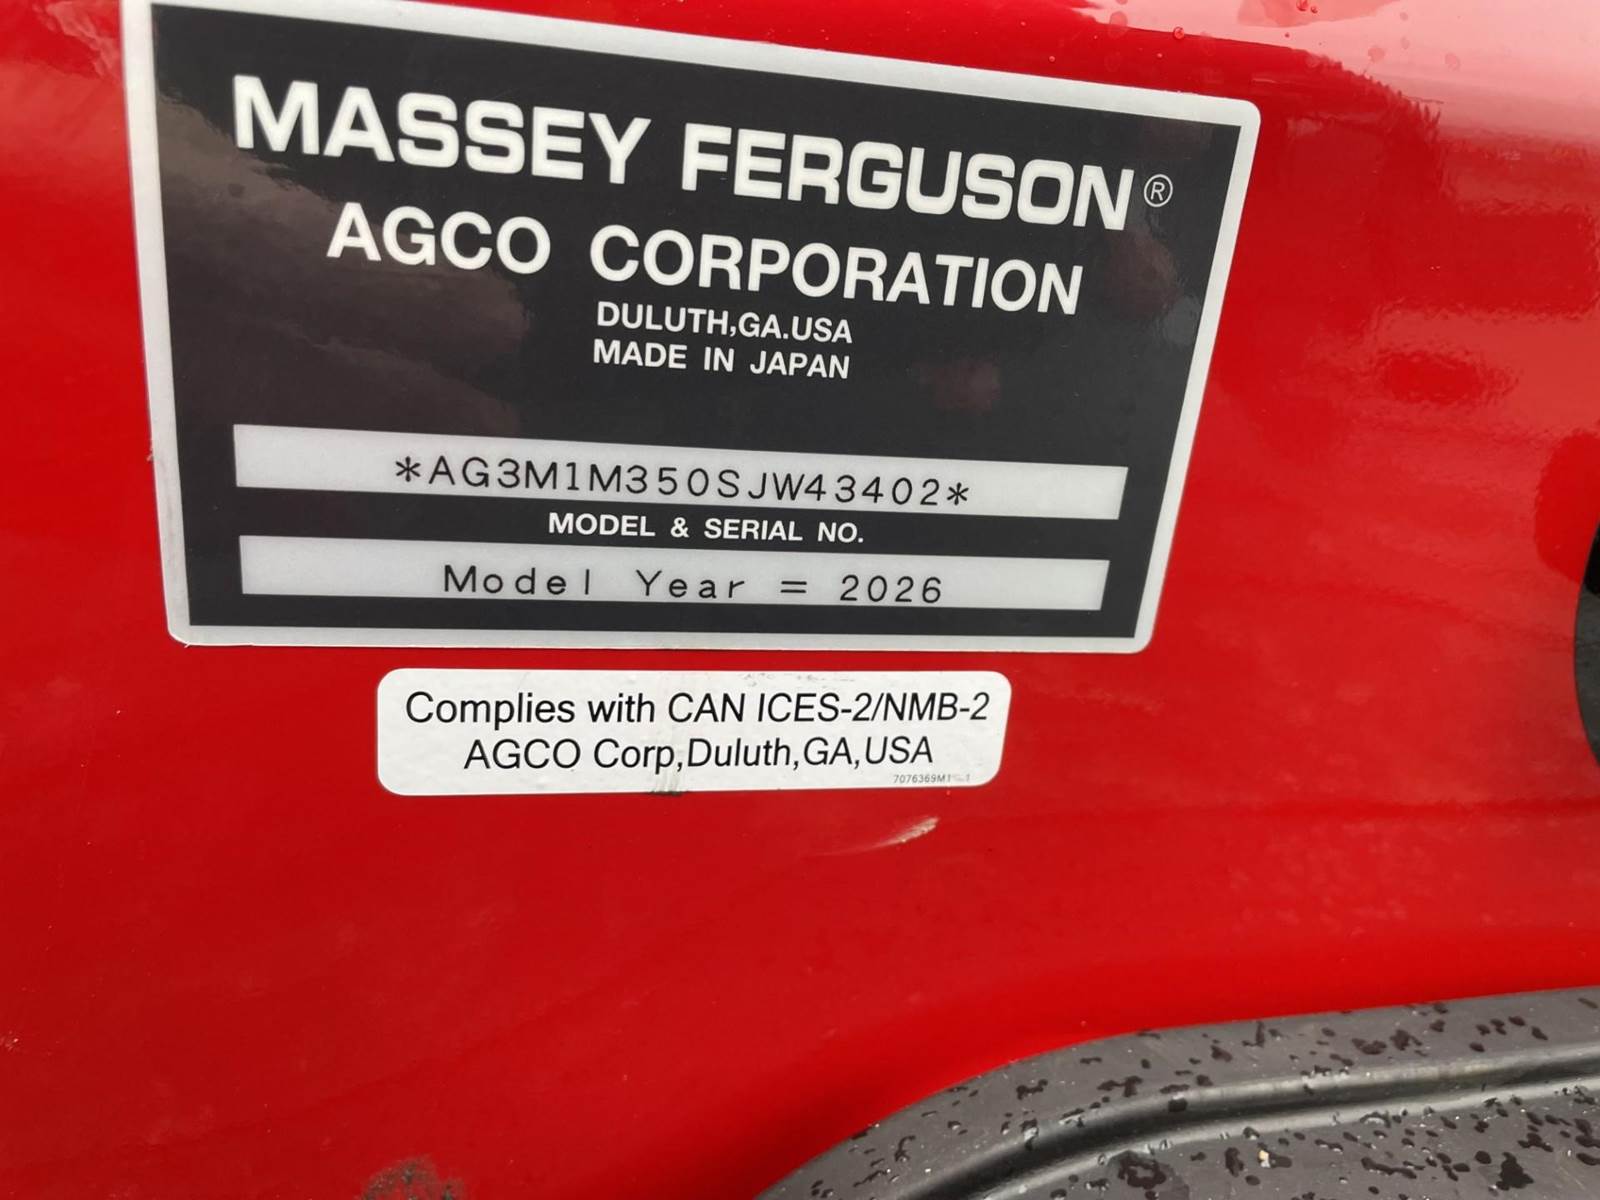 MASSEY FERGUSON®
AGCO CORPORATION
DULUTH,GA.USA
MADE IN JAPAN
*AG3M1M350SJW43402*
MODEL & SERIAL NO.
Model Year = 2026
Complies with CAN ICES-2/NMB-2
AGCO Corp,Duluth,GA,USA